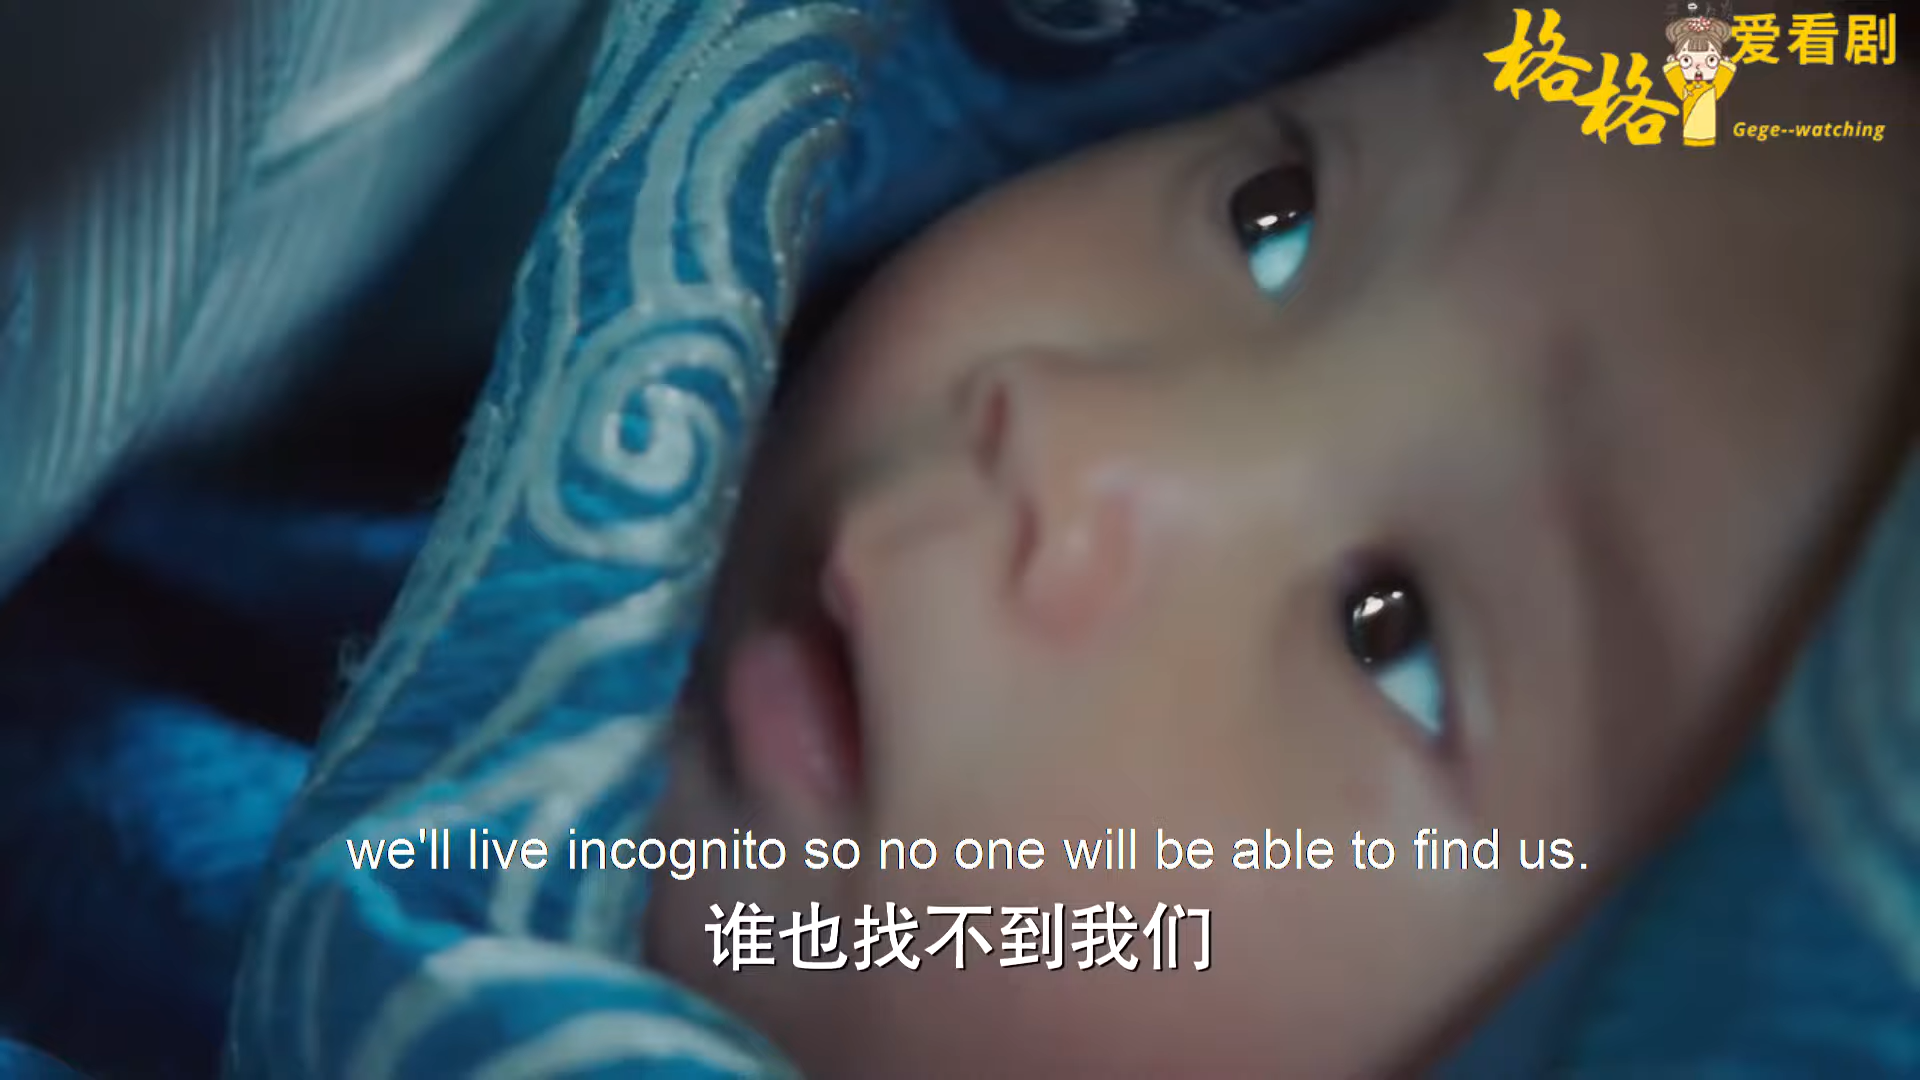 格格爱看剧
Gege--watching
we'll live incognito so no one will be able to find us.
谁也找不到我们